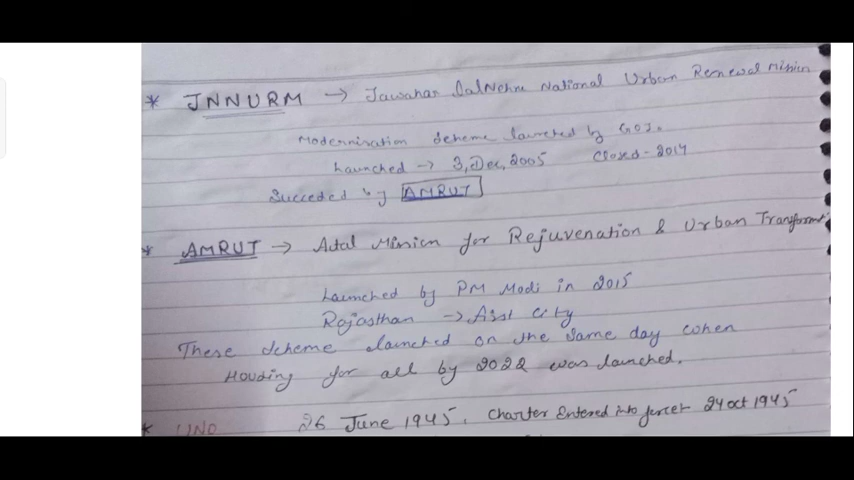 * JNNURM → Jawahar Lal Nehru National Urban Renewal Mission
Modernisation scheme launched by GOI.
Launched → 3, Dec, 2005 Closed - 2014
Succeded by AMRUT
* AMRUT → Atal Mission for Rejuvenation & Urban Transform
Launched by PM Modi in 2015
Rajasthan → City
These scheme launched on the same day when
Housing for all by 2022 was launched.
* UNO 26 June 1945, Charter Entered into force 24 oct 1945